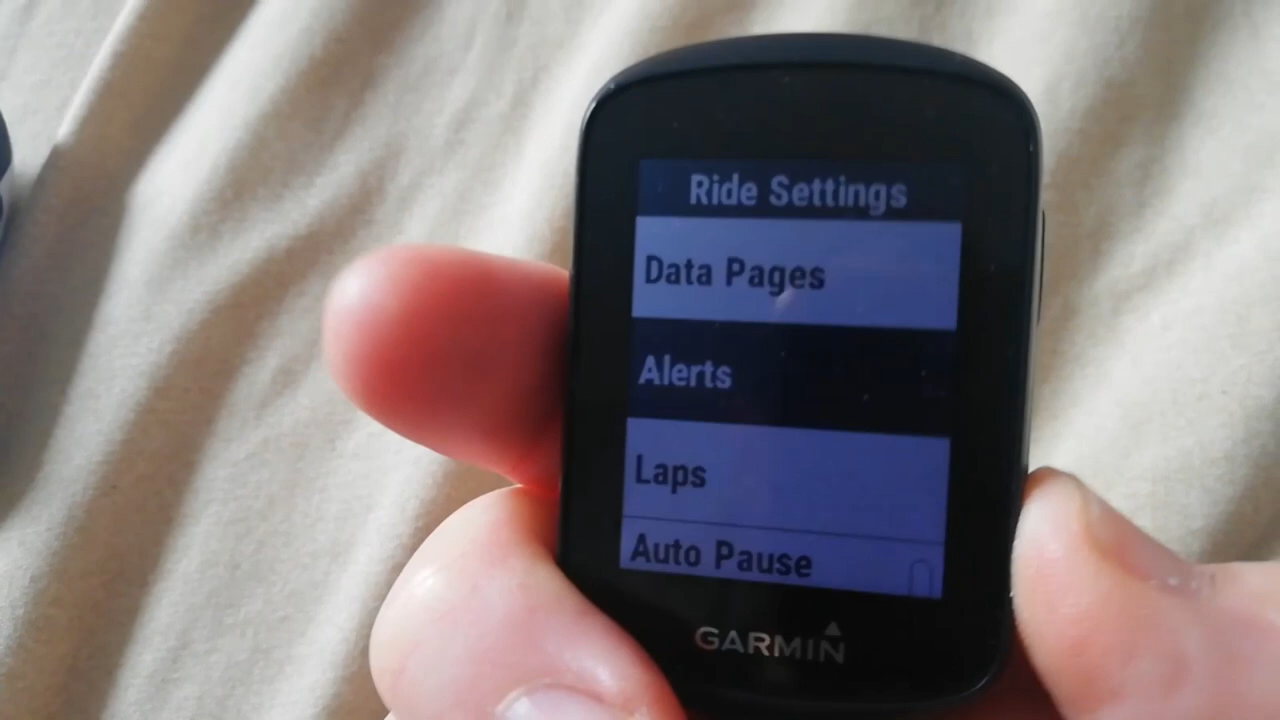 Ride Settings
Data Pages
Alerts
Laps
Auto Pause
GARMIN